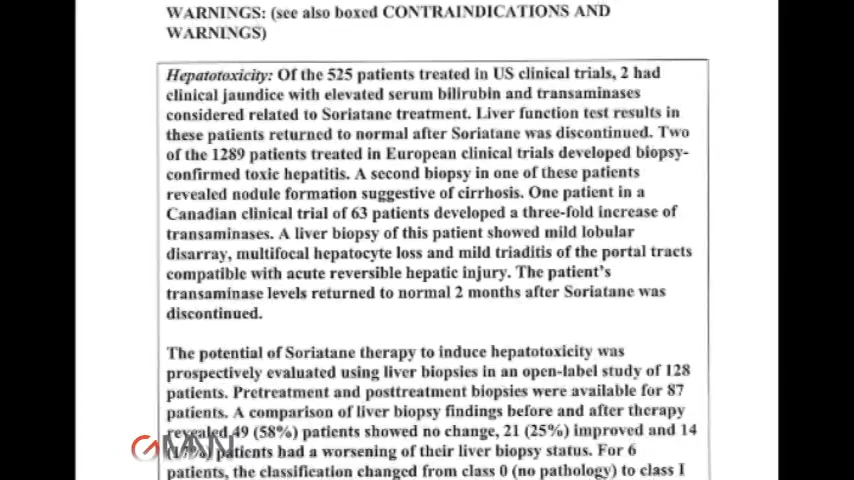 WARNINGS: (see also boxed CONTRAINDICATIONS AND
WARNINGS)
Hepatotoxicity: Of the 525 patients treated in US clinical trials, 2 had
clinical jaundice with elevated serum bilirubin and transaminases
considered related to Soriatane treatment. Liver function test results in
these patients returned to normal after Soriatane was discontinued. Two
of the 1289 patients treated in European clinical trials developed biopsy-
confirmed toxic hepatitis. A second biopsy in one of these patients
revealed nodule formation suggestive of cirrhosis. One patient in a
Canadian clinical trial of 63 patients developed a three-fold increase of
transaminases. A liver biopsy of this patient showed mild lobular
disarray, multifocal hepatocyte loss and mild triaditis of the portal tracts
compatible with acute reversible hepatic injury. The patient's
transaminase levels returned to normal 2 months after Soriatane was
discontinued.
The potential of Soriatane therapy to induce hepatotoxicity was
prospectively evaluated using liver biopsies in an open-label study of 128
patients. Pretreatment and posttreatment biopsies were available for 87
patients. A comparison of liver biopsy findings before and after therapy
revealed 49 (58%) patients showed no change, 21 (25%) improved and 14
patients had a worsening of their liver biopsy status. For 6
patients, the classification changed from class 0 (no pathology) to class I